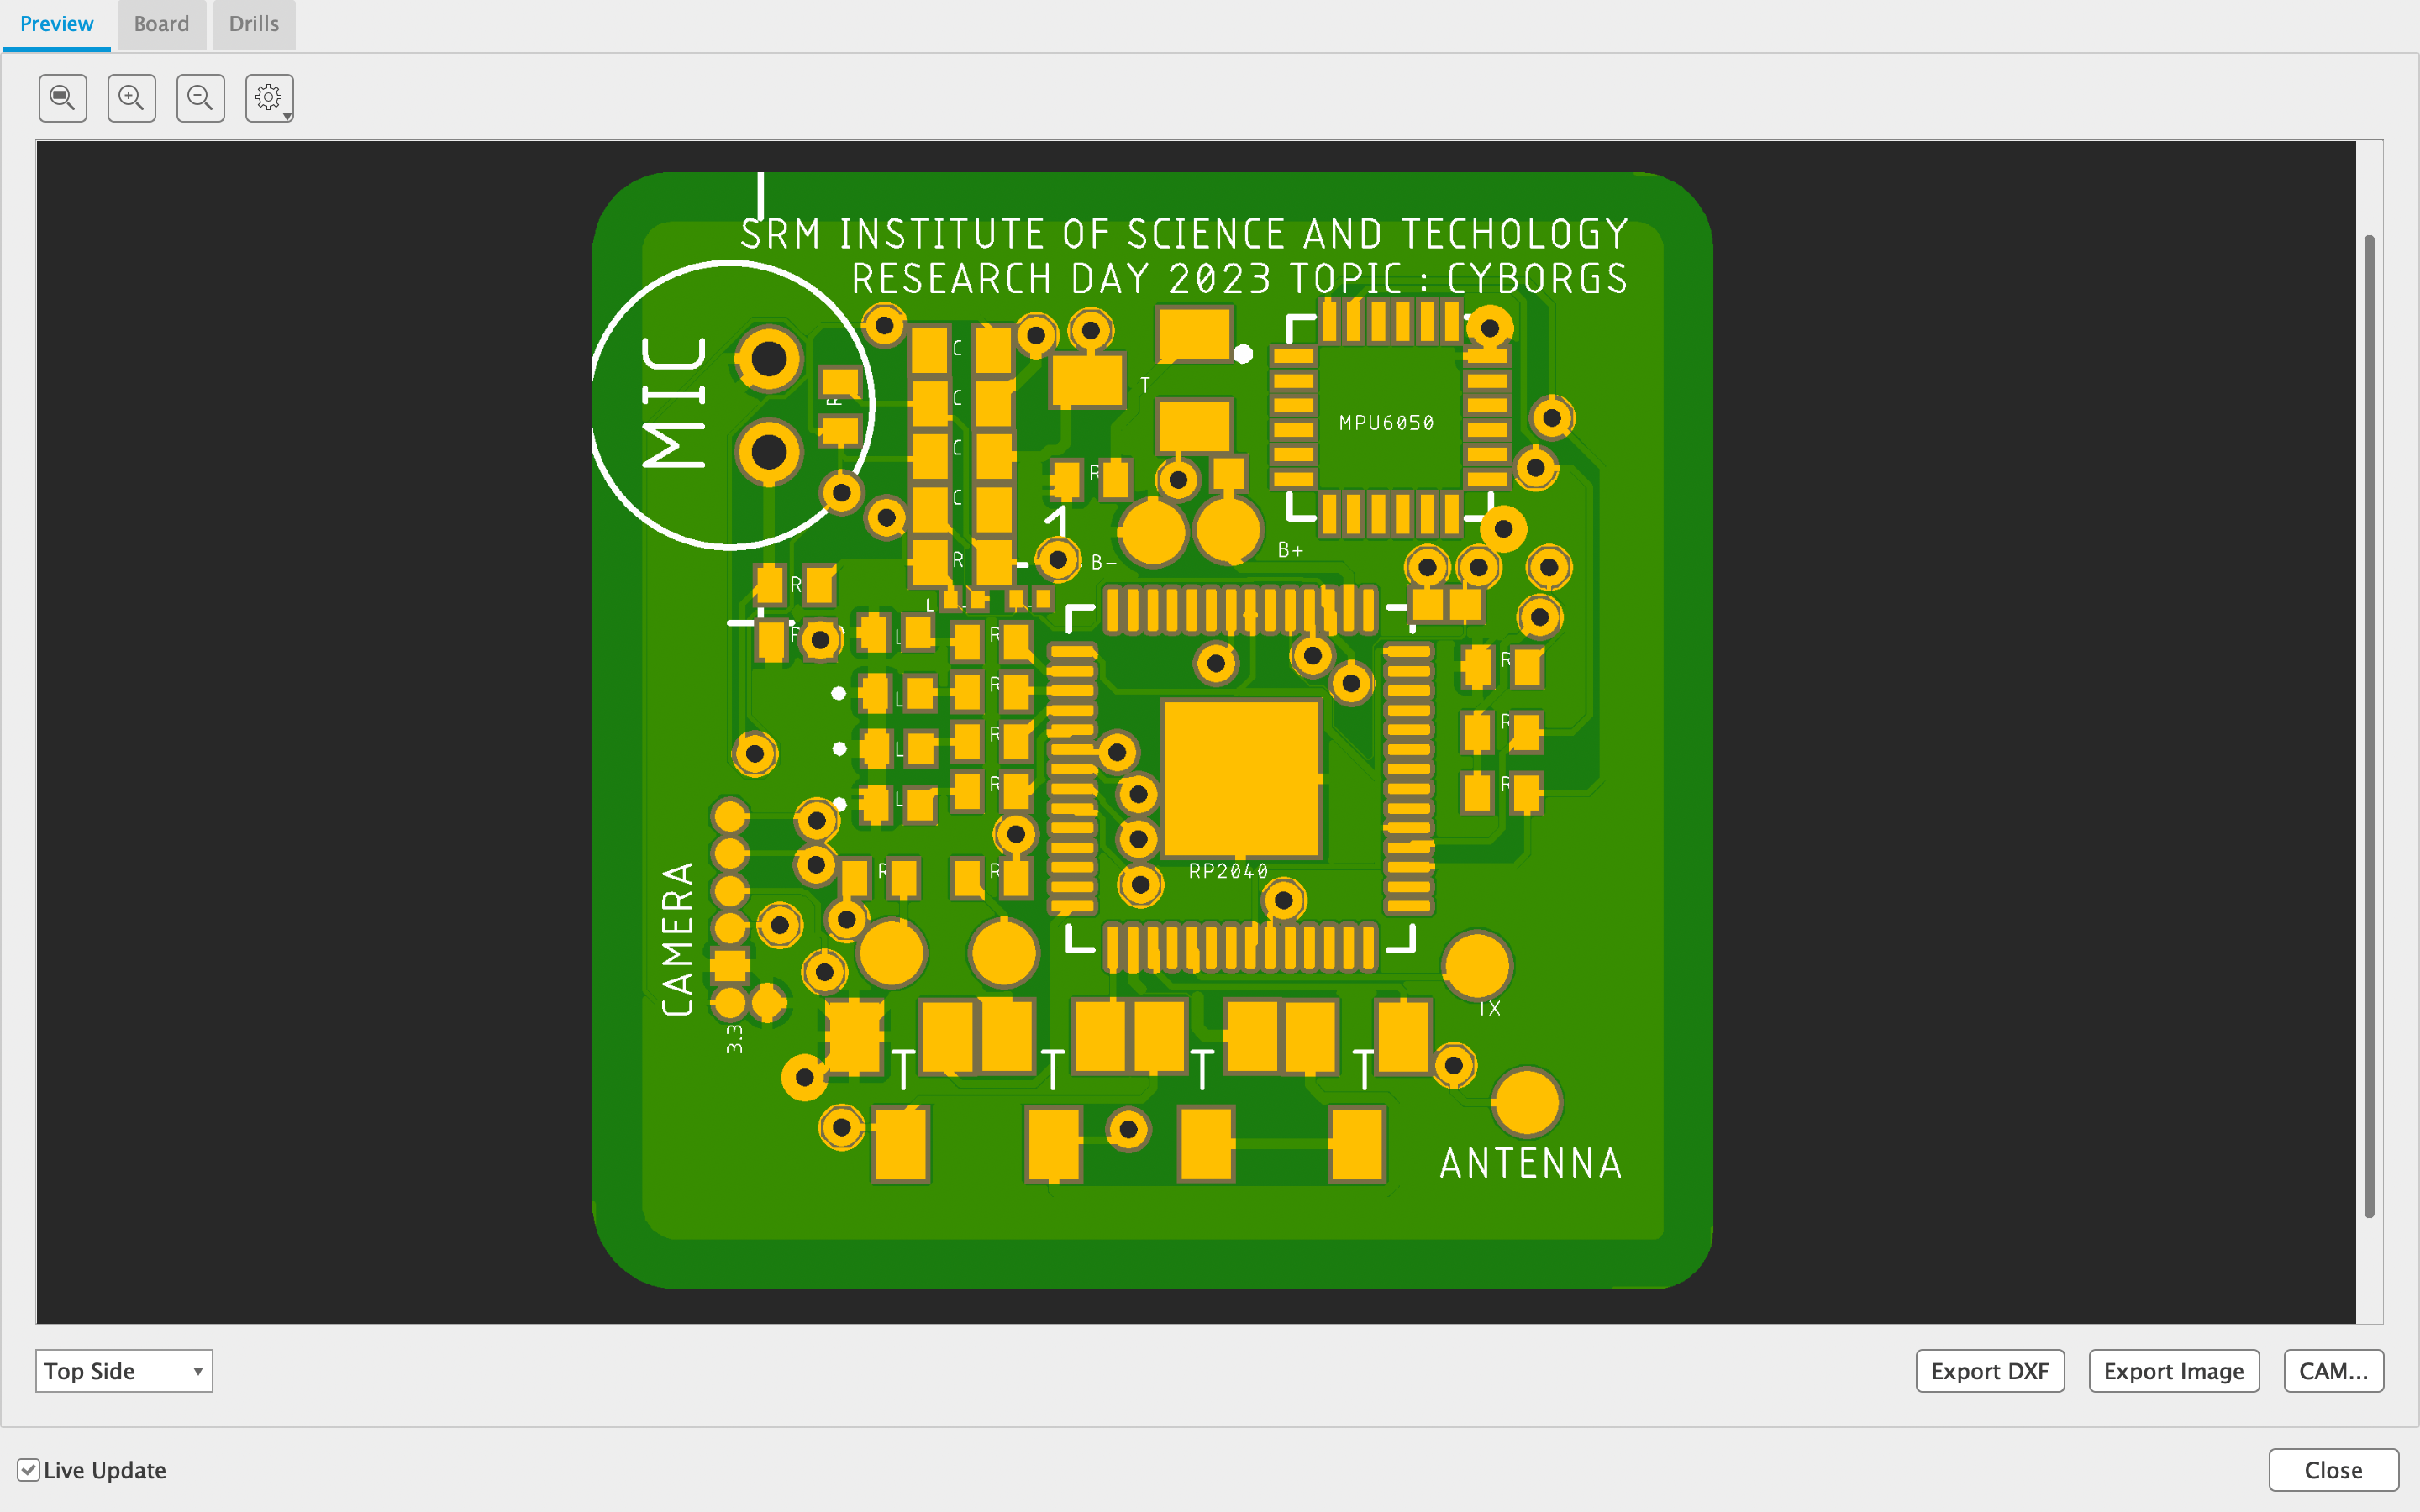 Preview Board Drills
SRM INSTITUTE OF SCIENCE AND TECHOLOGY
RESEARCH DAY 2023 TOPIC : CYBORGS
MIC
C
T
C
MPU6050
C
R
C
1
B+
R
B-
R
L
R
L
R
R
L
R
R
L
R
R
L
R
R
R
RP2040
CAMERA
TX
3.3
T T T T
ANTENNA
Top Side
Export DXF Export Image CAM...
Live Update
Close